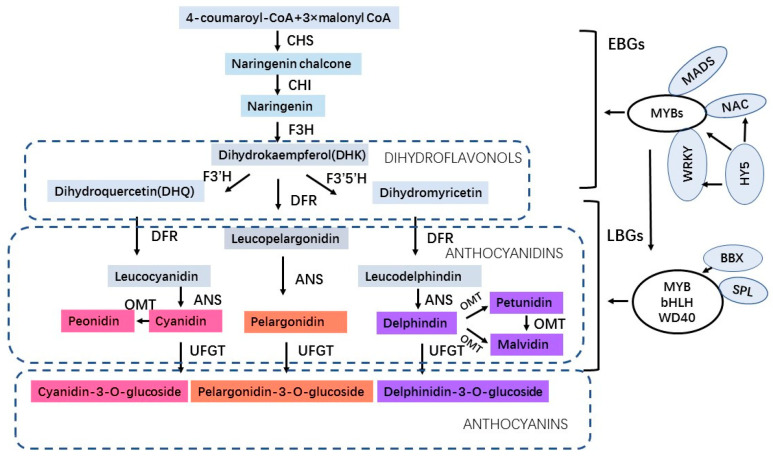 4-coumaroyl-CoA+3×malonyl CoA
CHS
EBGs
Naringenin chalcone
CHI
MADS
Naringenin
MYBs
NAC
F3H
Dihydrokaempferol(DHK)
DIHYDROFLAVONOLS
WRKY
HY5
F3'H
F3'5'H
Dihydroquercetin(DHQ)
DFR
Dihydromyricetin
DFR
Leucopelargonidin
DFR
LBGs
ANTHOCYANIDINS
BBX
Leucocyanidin
ANS
Leucodelphindin
SPL
MYB
bHLH
WD40
OMT
ANS
ANS
OMT
Petunidin
Peonidin
Cyanidin
Pelargonidin
Delphindin
OMT
OMT
Malvidin
UFGT
UFGT
UFGT
Cyanidin-3-O-glucoside
Pelargonidin-3-O-glucoside
Delphinidin-3-O-glucoside
ANTHOCYANINS